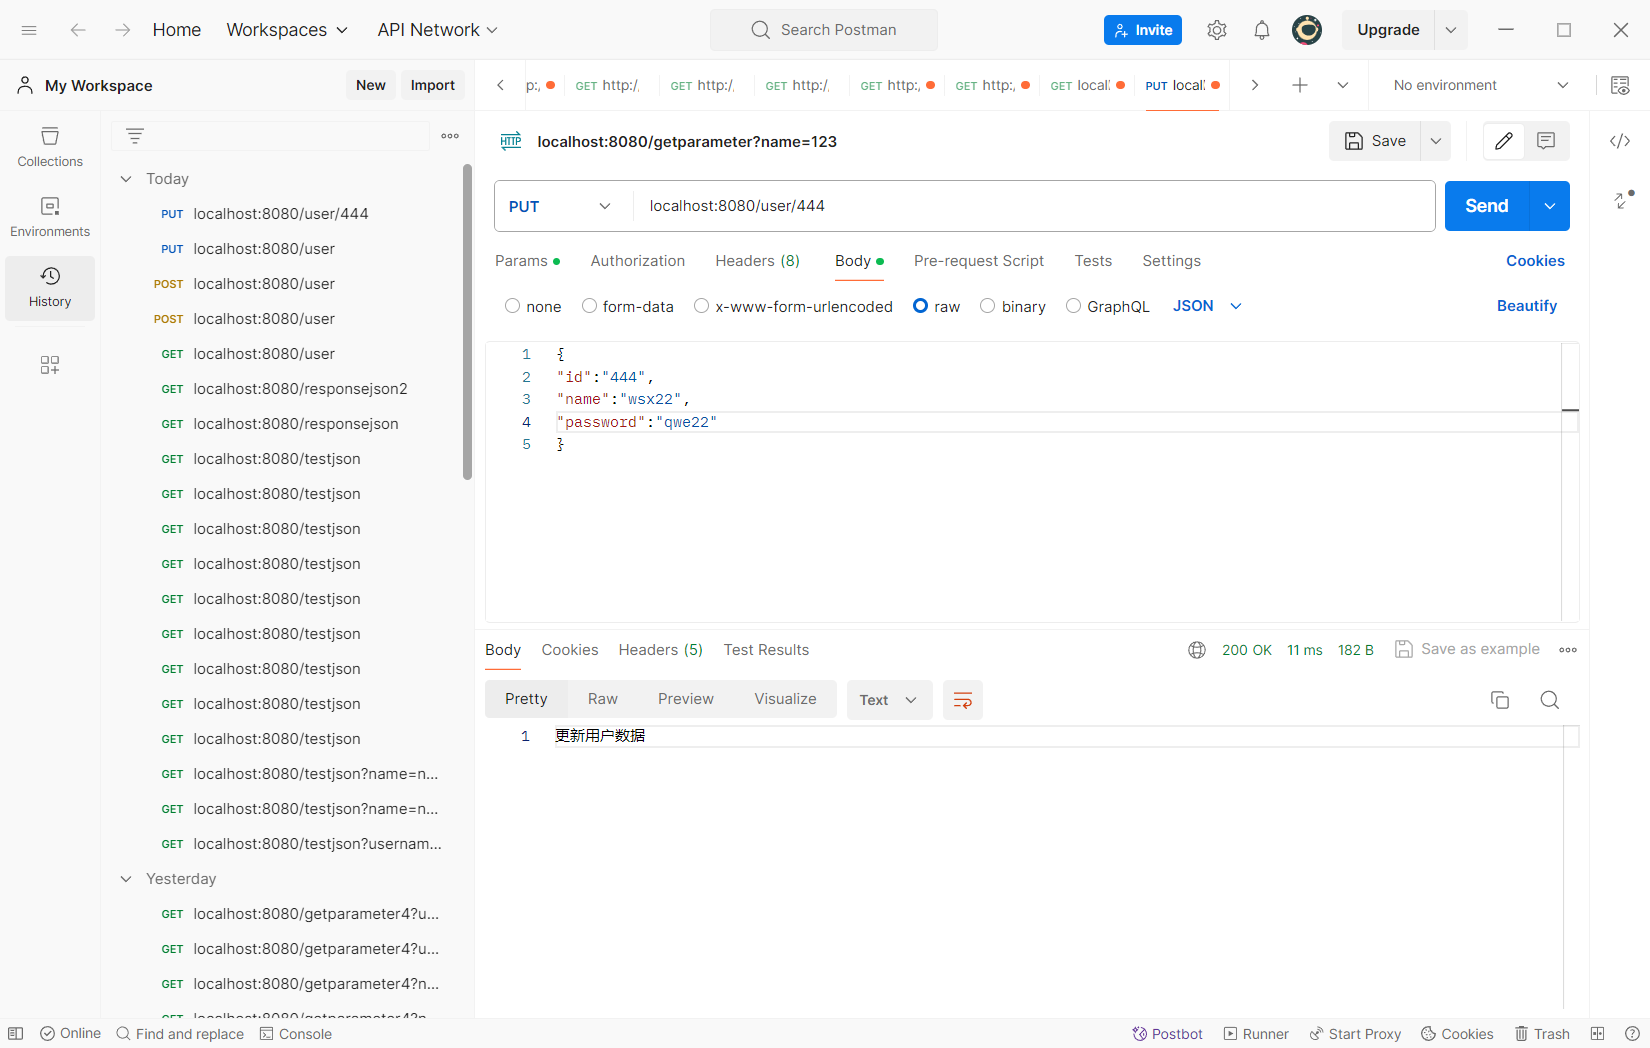 Home Workspaces API Network Search Postman Invite Upgrade
My Workspace New Import
p:, GET http:/, GET http:/, GET http:/, GET http:, GET http:, GET local PUT local No environment
Collections
Environments
History
Today
PUT localhost:8080/user/444
PUT localhost:8080/user
POST localhost:8080/user
POST localhost:8080/user
GET localhost:8080/user
GET localhost:8080/responsejson2
GET localhost:8080/responsejson
GET localhost:8080/testjson
GET localhost:8080/testjson
GET localhost:8080/testjson
GET localhost:8080/testjson
GET localhost:8080/testjson
GET localhost:8080/testjson
GET localhost:8080/testjson
GET localhost:8080/testjson
GET localhost:8080/testjson
GET localhost:8080/testjson?name=n...
GET localhost:8080/testjson?name=n...
GET localhost:8080/testjson?usernam...
Yesterday
GET localhost:8080/getparameter4?u...
GET localhost:8080/getparameter4?u...
GET localhost:8080/getparameter4?n...
HTTP localhost:8080/getparameter?name=123 Save
PUT localhost:8080/user/444 Send
Params Authorization Headers (8) Body Pre-request Script Tests Settings Cookies
none form-data x-www-form-urlencoded raw binary GraphQL JSON Beautify
1 {
2 "id":"444",
3 "name":"wsx22",
4 "password":"qwe22"
5 }
Body Cookies Headers (5) Test Results 200 OK 11 ms 182 B Save as example
Pretty Raw Preview Visualize Text
1 更新用户数据
Online Find and replace Console Postbot Runner Start Proxy Cookies Trash